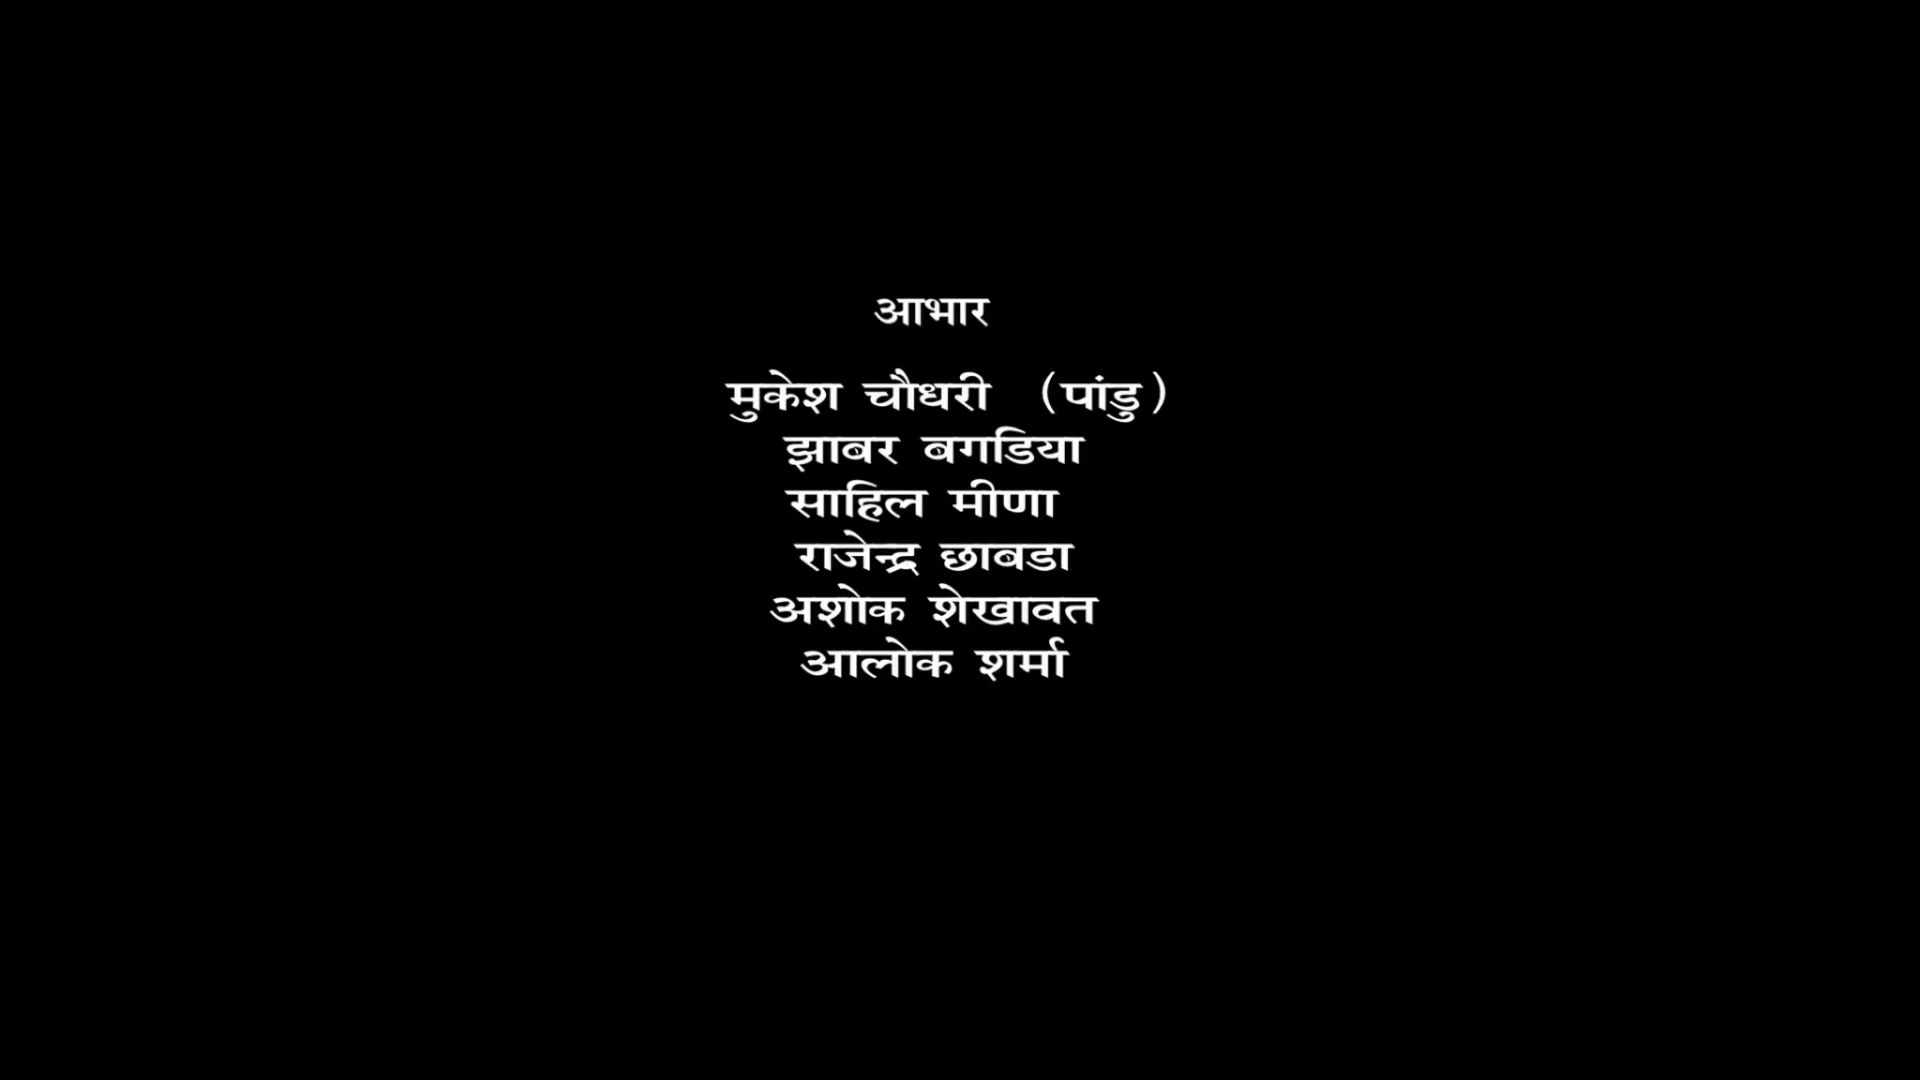 आभार
मुकेश चौधरी (पांडु)
झाबर बगडिया
साहिल मीणा
राजेन्द्र छाबडा
अशोक शेखावत
आलोक शर्मा